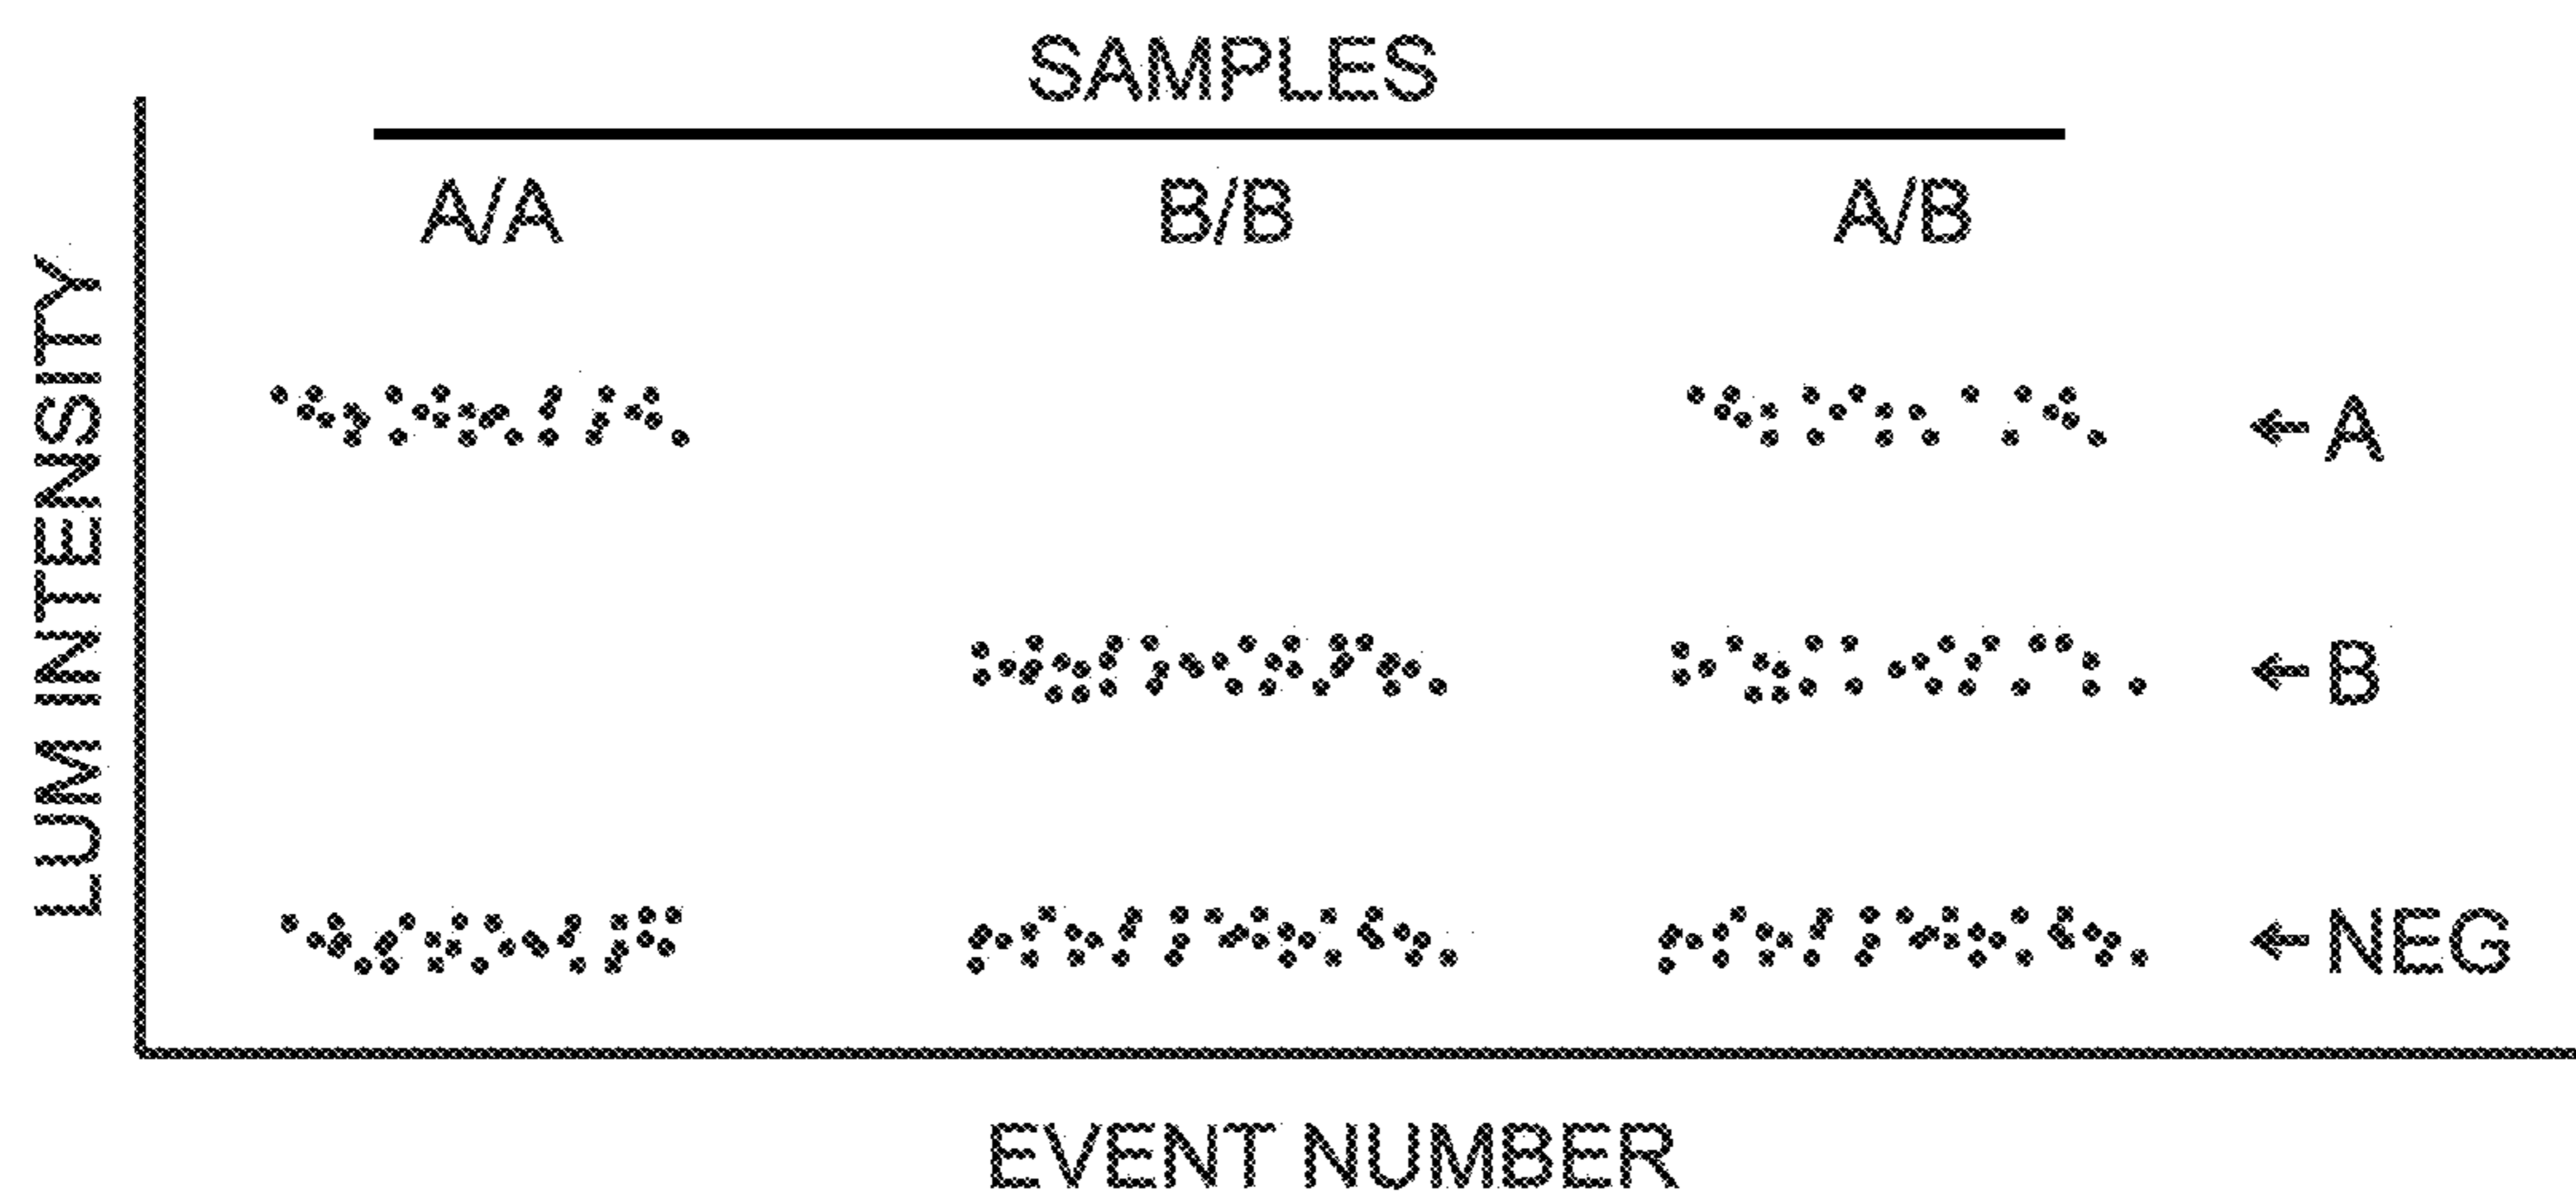 SAMPLES
A/A B/B A/B
LUM INTENSITY
← A
← B
← NEG
EVENT NUMBER